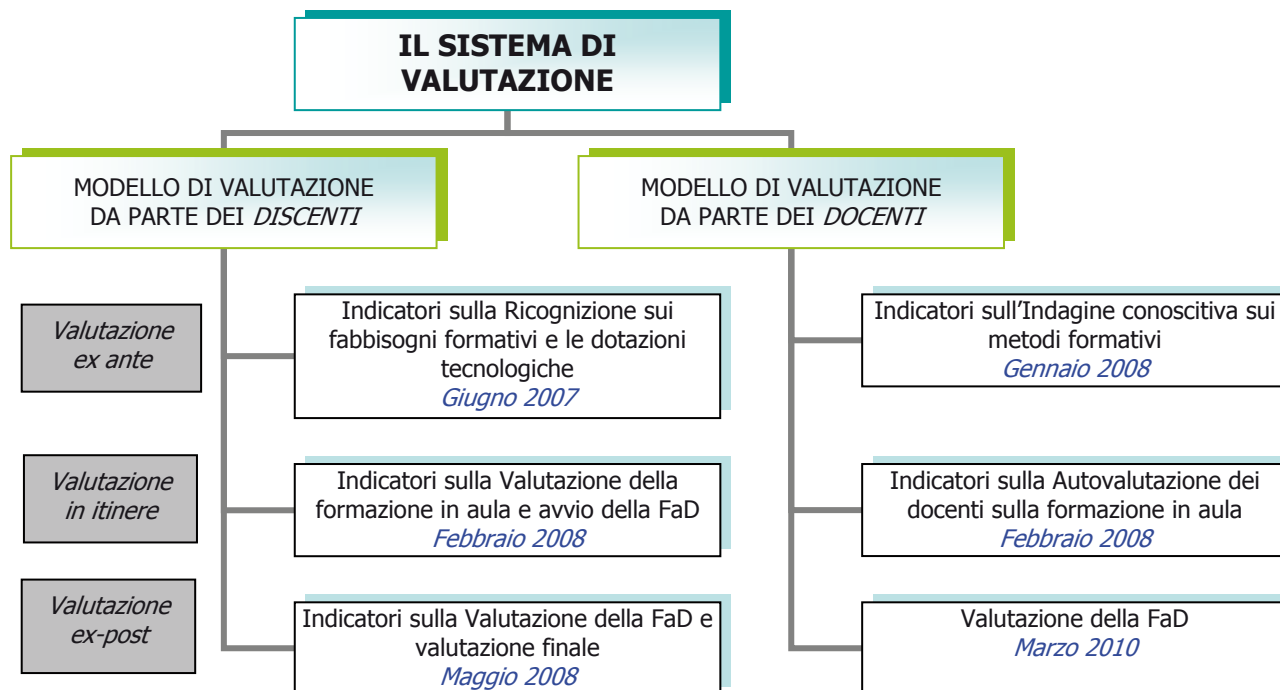 IL SISTEMA DI
VALUTAZIONE
MODELLO DI VALUTAZIONE
DA PARTE DEI DISCENTI
MODELLO DI VALUTAZIONE
DA PARTE DEI DOCENTI
Valutazione
ex ante
Indicatori sulla Ricognizione sui
fabbisogni formativi e le dotazioni
tecnologiche
Giugno 2007
Indicatori sull’Indagine conoscitiva sui
metodi formativi
Gennaio 2008
Valutazione
in itinere
Indicatori sulla Valutazione della
formazione in aula e avvio della FaD
Febbraio 2008
Indicatori sulla Autovalutazione dei
docenti sulla formazione in aula
Febbraio 2008
Valutazione
ex-post
Indicatori sulla Valutazione della FaD e
valutazione finale
Maggio 2008
Valutazione della FaD
Marzo 2010